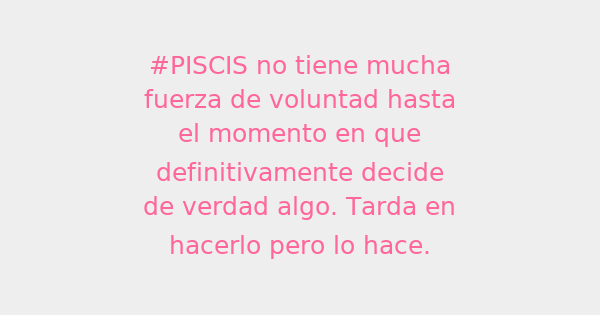 #PISCIS no tiene mucha
fuerza de voluntad hasta
el momento en que
definitivamente decide
de verdad algo. Tarda en
hacerlo pero lo hace.